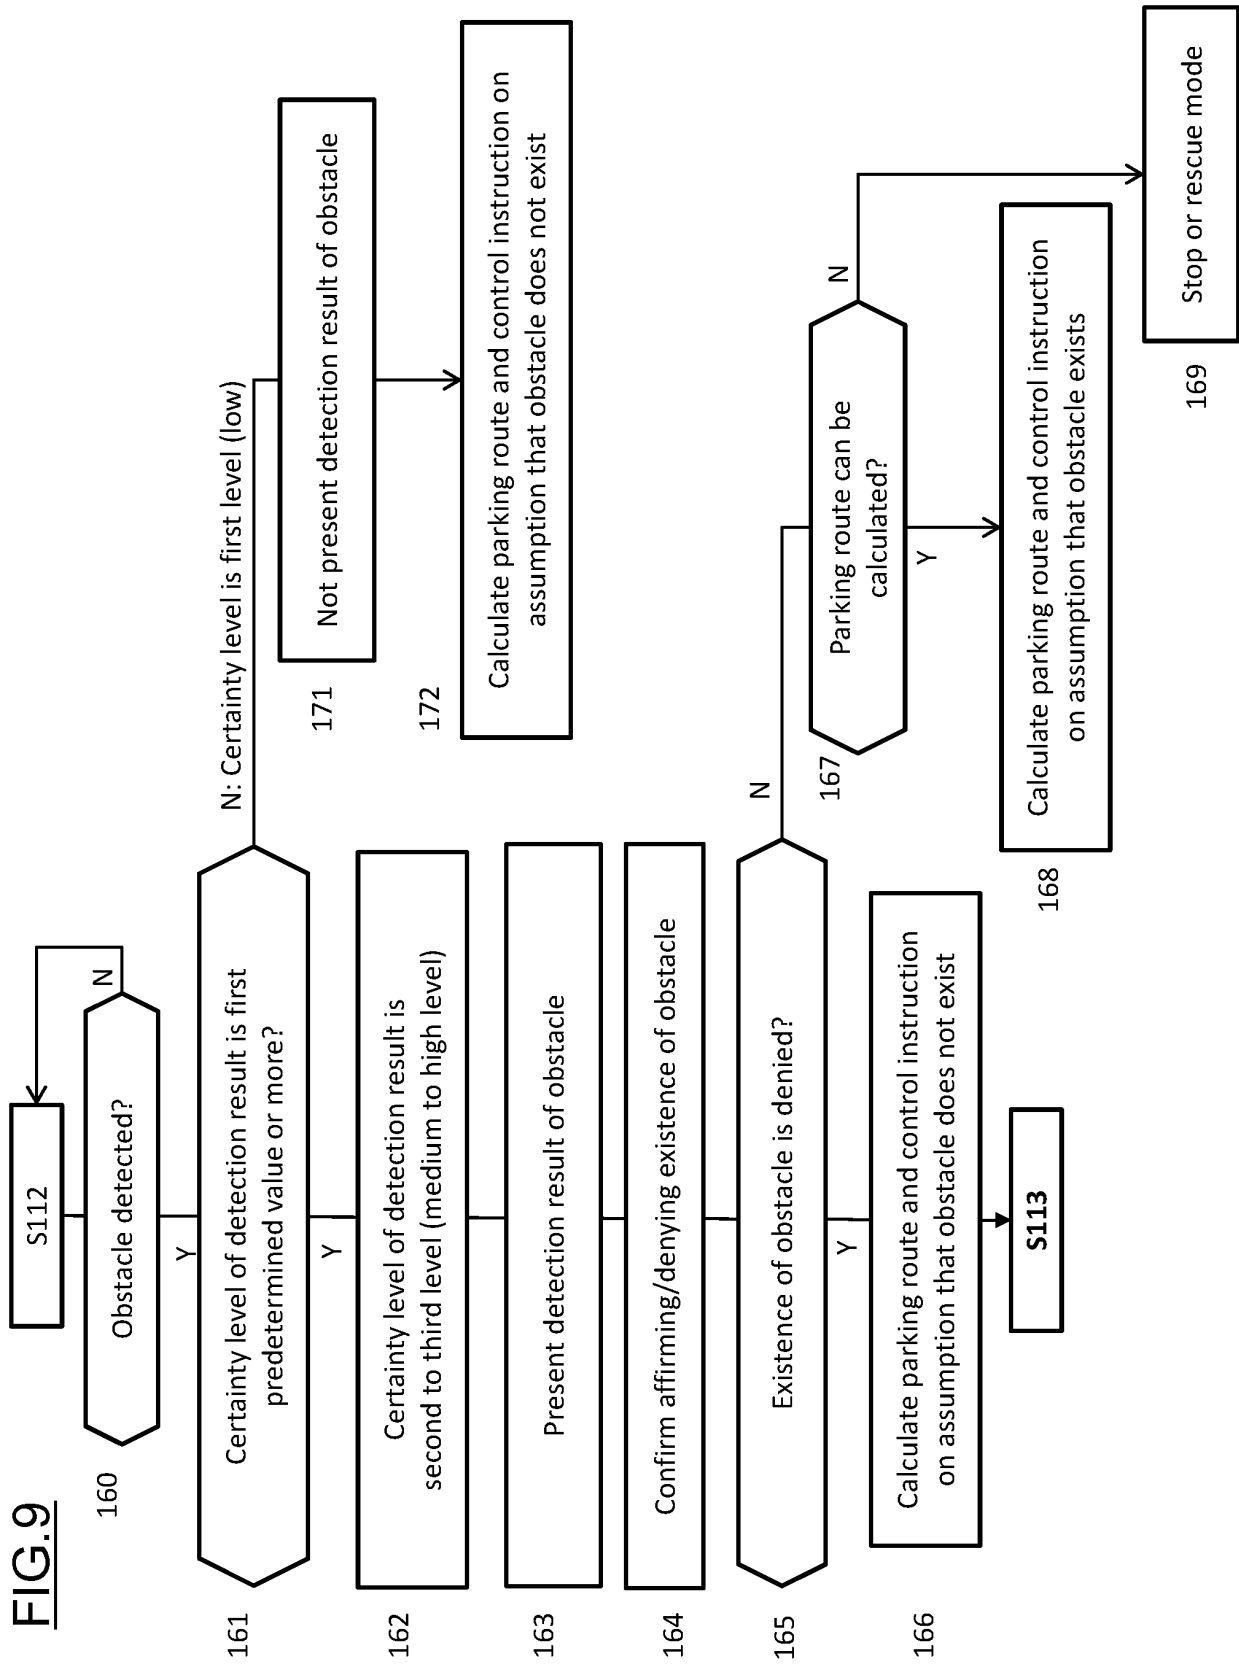 FIG.9
S112
160
Obstacle detected?
N
Y
161
Certainty level of detection result is first
predetermined value or more?
N: Certainty level is first level (low)
Y
171
Not present detection result of obstacle
172
Calculate parking route and control instruction on
assumption that obstacle does not exist
162
Certainty level of detection result is
second to third level (medium to high level)
163
Present detection result of obstacle
164
Confirm affirming/denying existence of obstacle
165
Existence of obstacle is denied?
N
Y
166
Calculate parking route and control instruction
on assumption that obstacle does not exist
S113
167
Parking route can be
calculated?
N
Y
168
Calculate parking route and control instruction
on assumption that obstacle exists
169
Stop or rescue mode